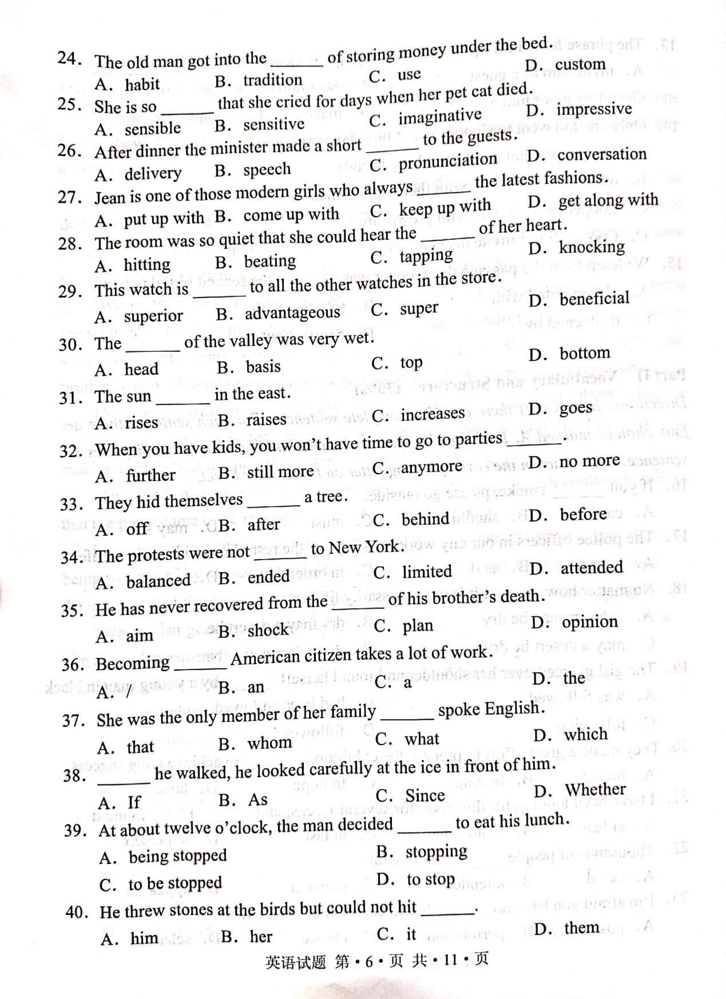 24. The old man got into the ______ of storing money under the bed.
A. habit B. tradition C. use D. custom
25. She is so ______ that she cried for days when her pet cat died.
A. sensible B. sensitive C. imaginative D. impressive
26. After dinner the minister made a short ______ to the guests.
A. delivery B. speech C. pronunciation D. conversation
27. Jean is one of those modern girls who always ______ the latest fashions.
A. put up with B. come up with C. keep up with D. get along with
28. The room was so quiet that she could hear the ______ of her heart.
A. hitting B. beating C. tapping D. knocking
29. This watch is ______ to all the other watches in the store.
A. superior B. advantageous C. super D. beneficial
30. The ______ of the valley was very wet.
A. head B. basis C. top D. bottom
31. The sun ______ in the east.
A. rises B. raises C. increases D. goes
32. When you have kids, you won't have time to go to parties ______.
A. further B. still more C. anymore D. no more
33. They hid themselves ______ a tree.
A. off B. after C. behind D. before
34. The protests were not ______ to New York.
A. balanced B. ended C. limited D. attended
35. He has never recovered from the ______ of his brother's death.
A. aim B. shock C. plan D. opinion
36. Becoming ______ American citizen takes a lot of work.
A. / B. an C. a D. the
37. She was the only member of her family ______ spoke English.
A. that B. whom C. what D. which
38. ______ he walked, he looked carefully at the ice in front of him.
A. If B. As C. Since D. Whether
39. At about twelve o'clock, the man decided ______ to eat his lunch.
A. being stopped B. stopping
C. to be stopped D. to stop
40. He threw stones at the birds but could not hit ______.
A. him B. her C. it D. them
英语试题 第·6·页 共·11·页